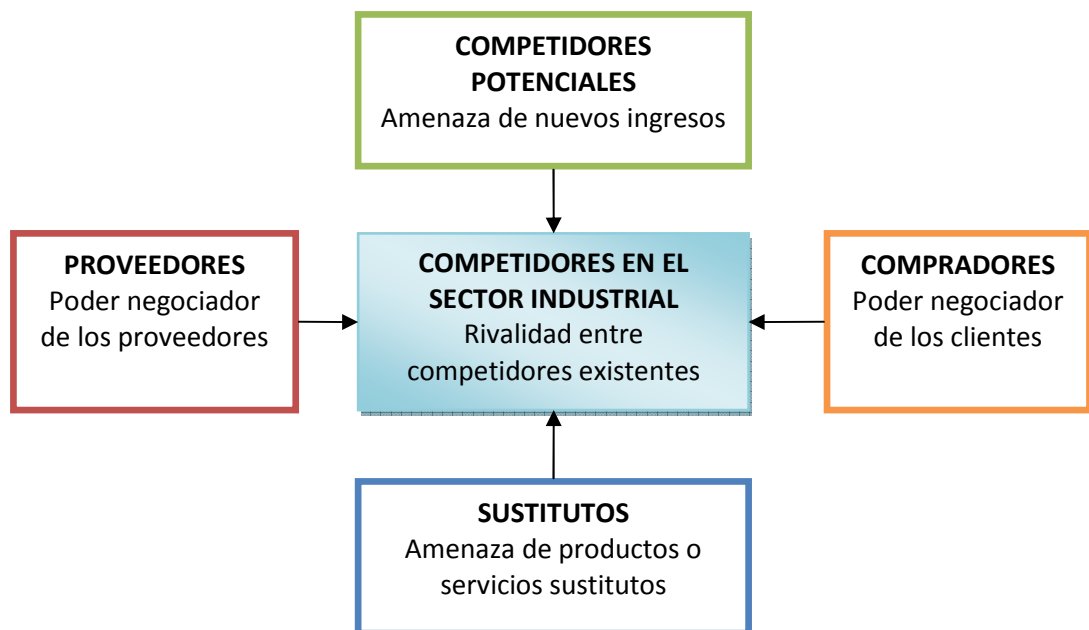 COMPETIDORES
POTENCIALES
Amenaza de nuevos ingresos
PROVEEDORES
Poder negociador
de los proveedores
COMPETIDORES EN EL
SECTOR INDUSTRIAL
Rivalidad entre
competidores existentes
COMPRADORES
Poder negociador
de los clientes
SUSTITUTOS
Amenaza de productos o
servicios sustitutos